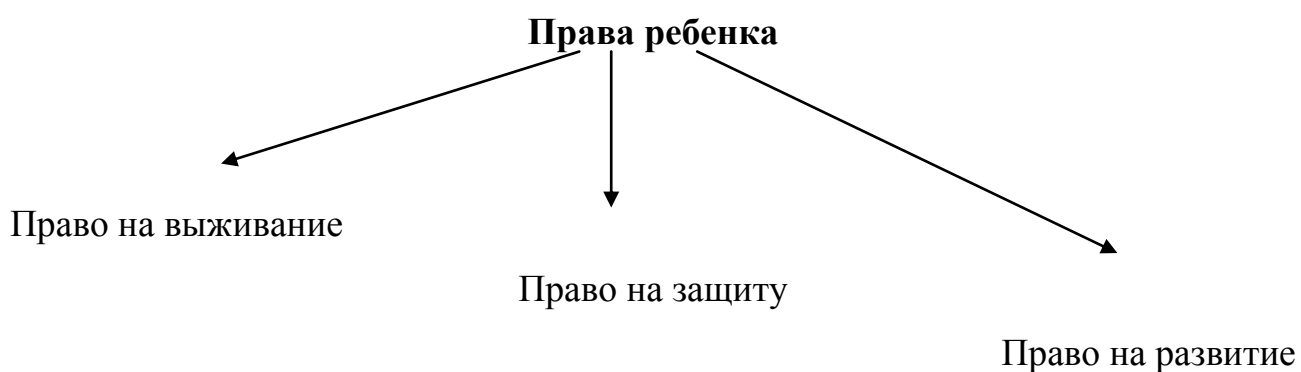 Права ребенка
Право на выживание
Право на защиту
Право на развитие